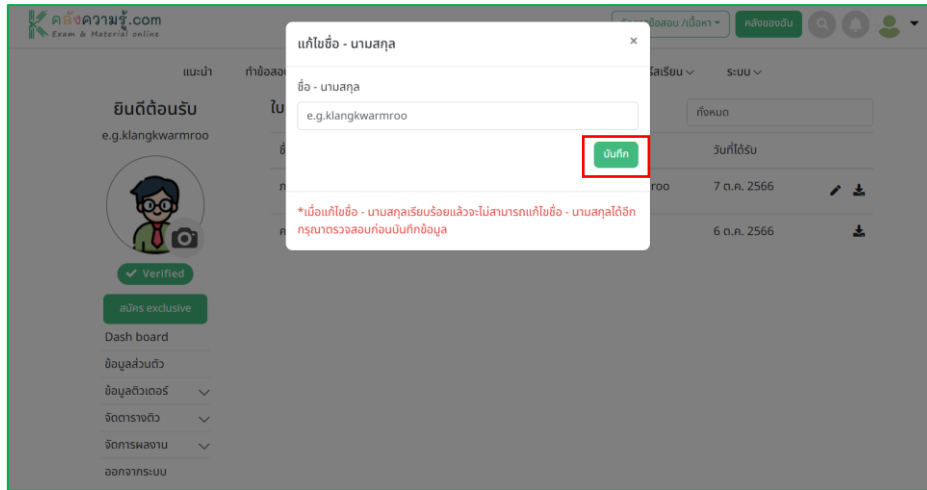 คลังความรู้.com
Exam & Material online
คลังของฉัน
แนะนำ
ระบบ
ยินดีต้อนรับ
e.g.klangkwarmroo
Verified
สมัคร exclusive
Dash board
ข้อมูลส่วนตัว
ข้อมูลติวเตอร์
จัดตารางติว
จัดการผลงาน
ออกจากระบบ
แก้ไขชื่อ - นามสกุล
×
ชื่อ - นามสกุล
e.g.klangkwarmroo
บันทึก
*เมื่อแก้ไขชื่อ - นามสกุลเรียบร้อยแล้วจะไม่สามารถแก้ไขชื่อ - นามสกุลได้อีก
กรุณาตรวจสอบก่อนบันทึกข้อมูล
ทั้งหมด
วันที่ได้รับ
7 ต.ค. 2566
6 ต.ค. 2566